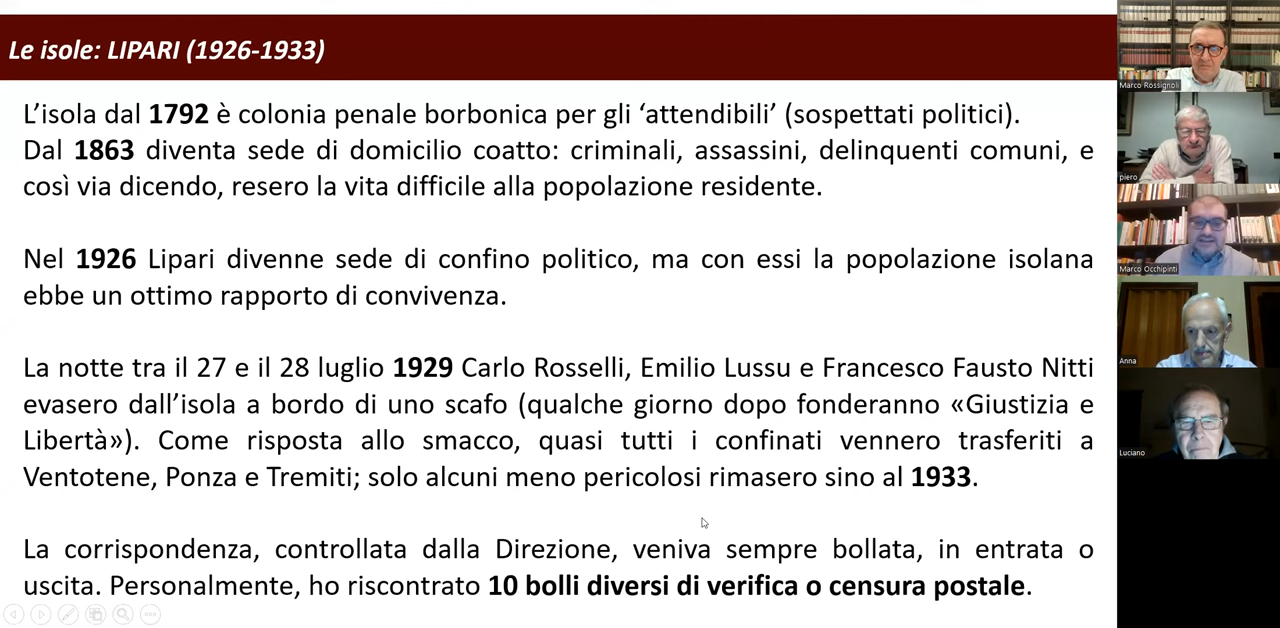 Le isole: LIPARI (1926-1933)
L’isola dal 1792 è colonia penale borbonica per gli ‘attendibili’ (sospettati politici).
Dal 1863 diventa sede di domicilio coatto: criminali, assassini, delinquenti comuni, e
così via dicendo, resero la vita difficile alla popolazione residente.
Nel 1926 Lipari divenne sede di confino politico, ma con essi la popolazione isolana
ebbe un ottimo rapporto di convivenza.
La notte tra il 27 e il 28 luglio 1929 Carlo Rosselli, Emilio Lussu e Francesco Fausto Nitti
evasero dall’isola a bordo di uno scafo (qualche giorno dopo fonderanno «Giustizia e
Libertà»). Come risposta allo smacco, quasi tutti i confinati vennero trasferiti a
Ventotene, Ponza e Tremiti; solo alcuni meno pericolosi rimasero sino al 1933.
La corrispondenza, controllata dalla Direzione, veniva sempre bollata, in entrata o
uscita. Personalmente, ho riscontrato 10 bolli diversi di verifica o censura postale.
Marco Rossignoli
piero
Marco Occhipinti
Anna
Luciano